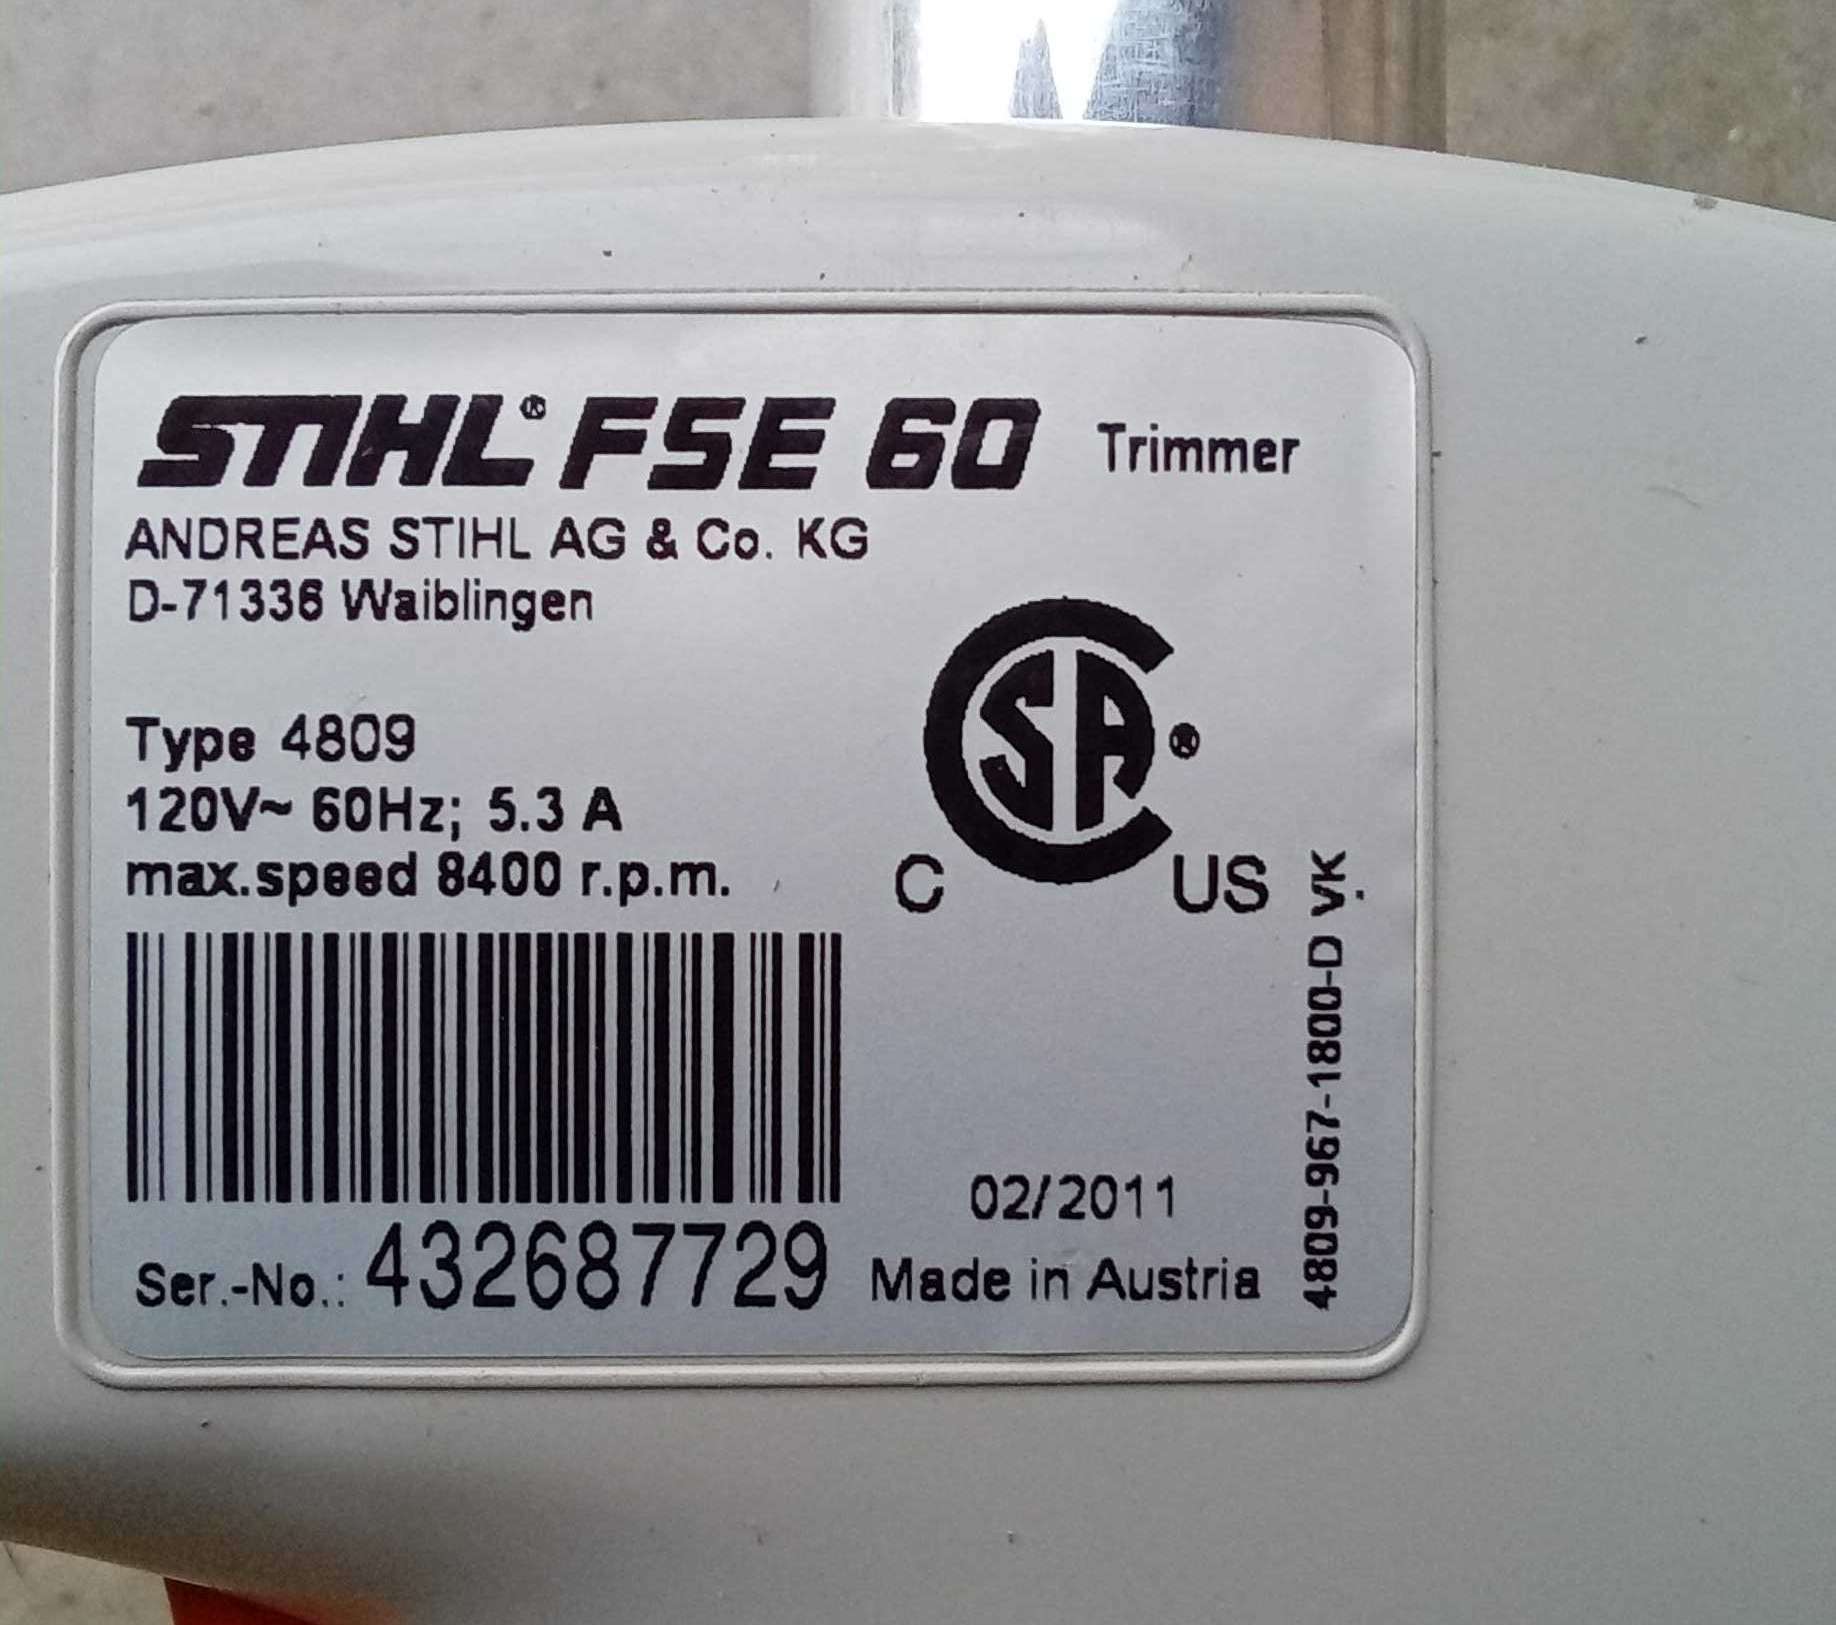 STIHL® FSE 60 Trimmer
ANDREAS STIHL AG & Co. KG
D-71336 Waiblingen
Type 4809
120V~ 60Hz; 5.3 A
max.speed 8400 r.p.m.
CSA®
C US
4809-967-1800-D VK.
02/2011
Ser.-No.: 432687729 Made in Austria